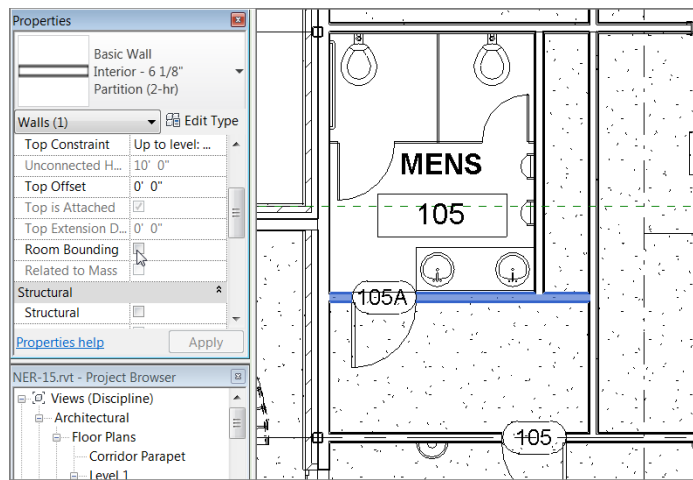 Properties
Basic Wall
Interior - 6 1/8"
Partition (2-hr)
Walls (1)
Edit Type
Top Constraint Up to level: ...
Unconnected H... 10' 0"
Top Offset 0' 0"
Top is Attached
Top Extension D... 0' 0"
Room Bounding
Related to Mass
Structural
Structural
Properties help
Apply
NER-15.rvt - Project Browser
Views (Discipline)
Architectural
Floor Plans
Corridor Parapet
Level 1
MENS
105
105A
105